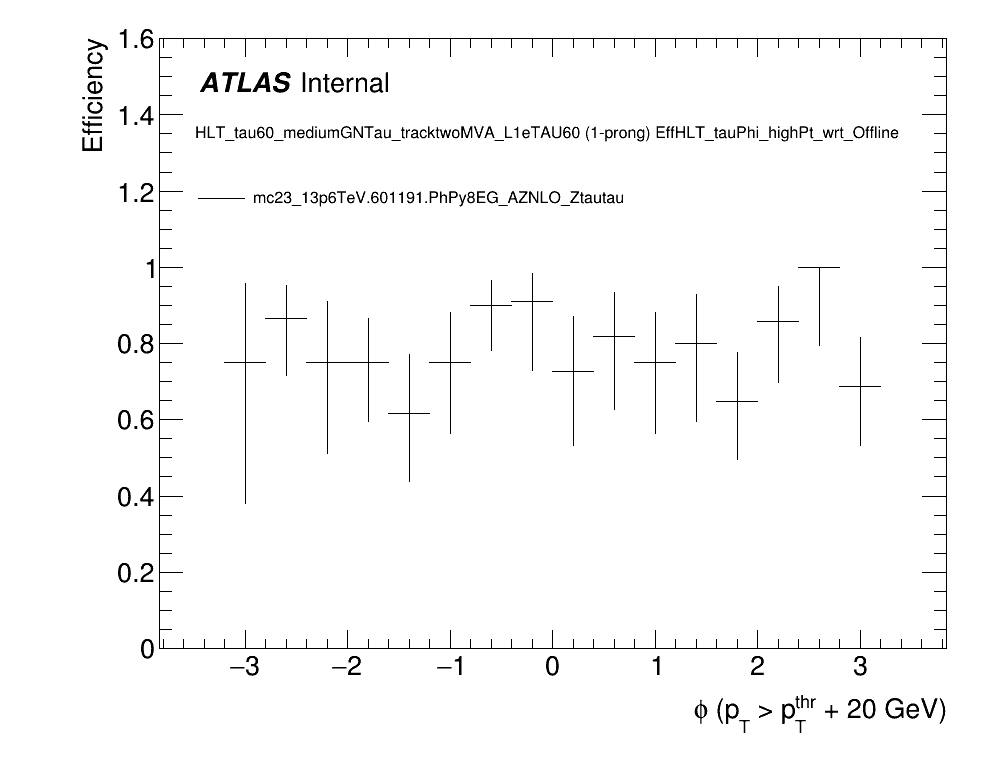 Efficiency
1.6
1.4
1.2
1
0.8
0.6
0.4
0.2
0
ATLAS Internal
HLT_tau60_mediumGNTau_tracktwoMVA_L1eTAU60 (1-prong) EffHLT_tauPhi_highPt_wrt_Offline
mc23_13p6TeV.601191.PhPy8EG_AZNLO_Ztautau
−3 −2 −1 0 1 2 3
ϕ (p_T > p_T^thr + 20 GeV)